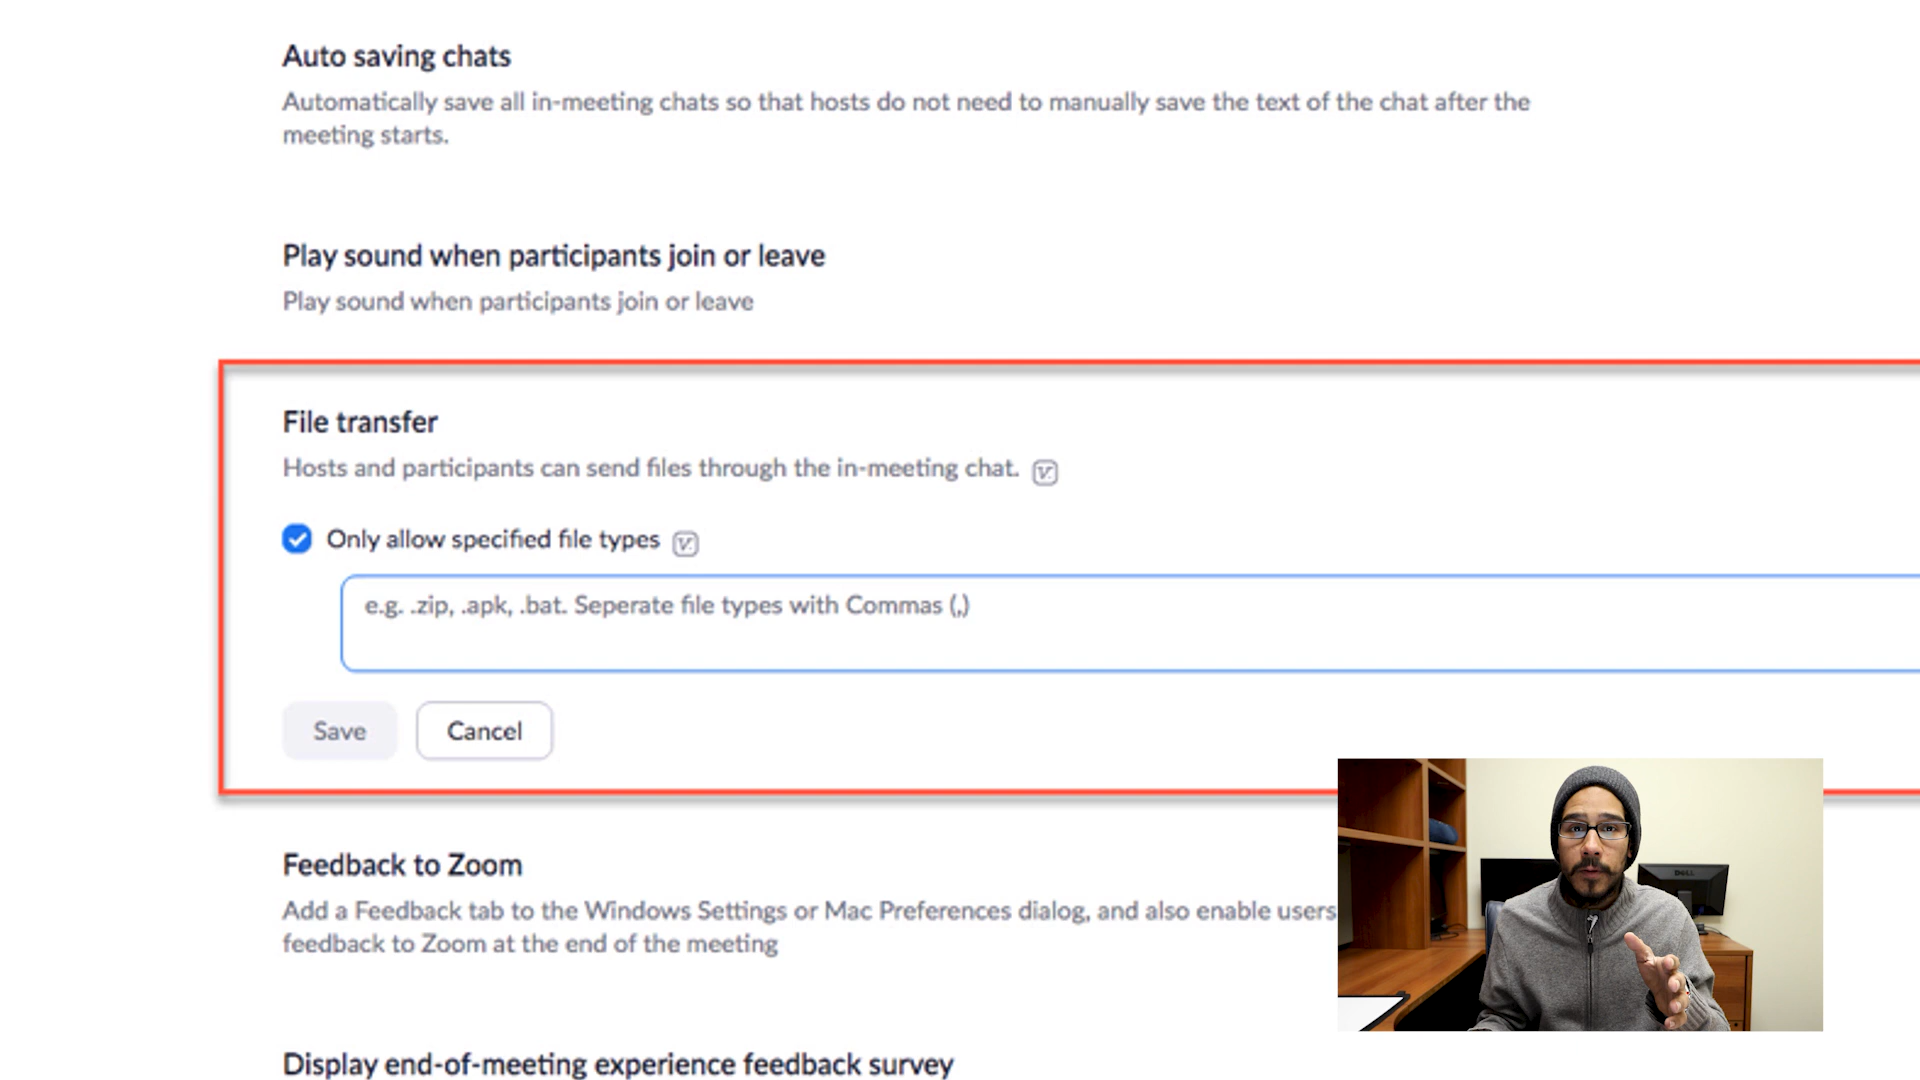 Auto saving chats
Automatically save all in-meeting chats so that hosts do not need to manually save the text of the chat after the
meeting starts.
Play sound when participants join or leave
Play sound when participants join or leave
File transfer
Hosts and participants can send files through the in-meeting chat.
Only allow specified file types
e.g. .zip, .apk, .bat. Seperate file types with Commas (,)
Save
Cancel
Feedback to Zoom
Add a Feedback tab to the Windows Settings or Mac Preferences dialog, and also enable users
feedback to Zoom at the end of the meeting
DELL
Display end-of-meeting experience feedback survey